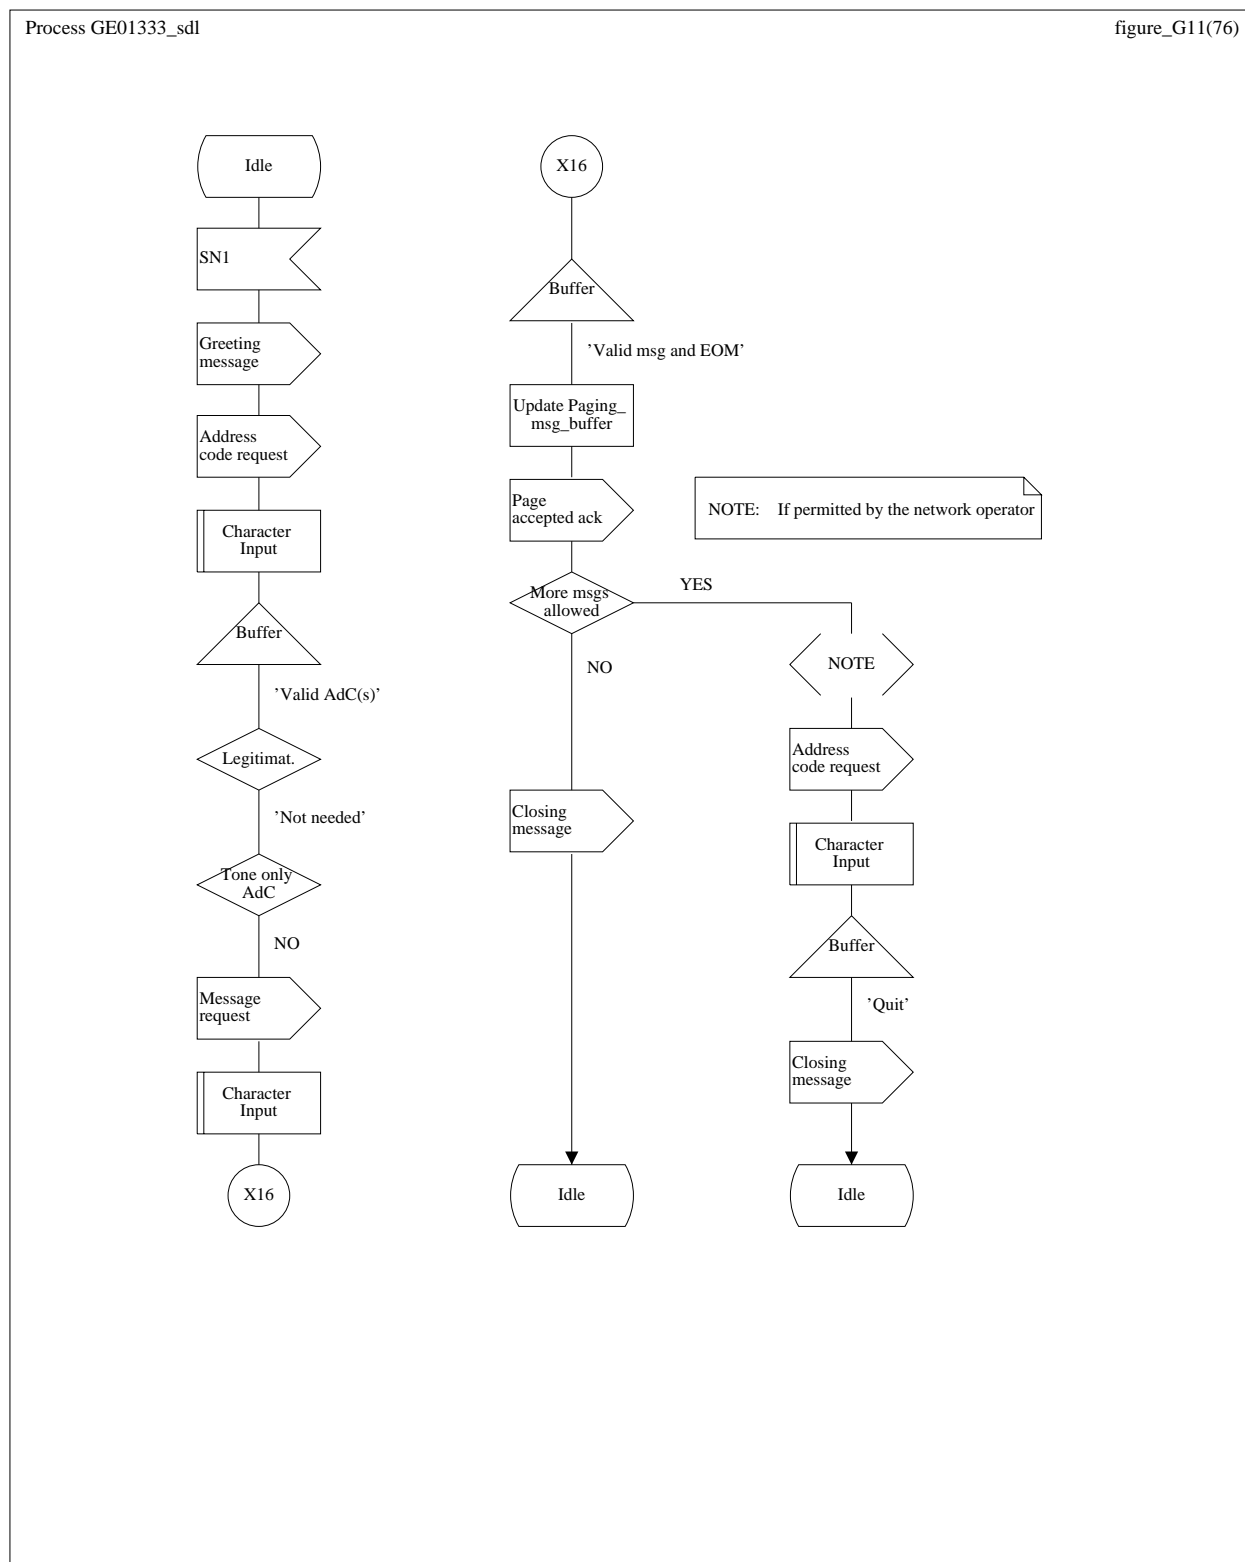 Process GE01333_sdl
figure_G11(76)
Idle
SN1
Greeting
message
Address
code request
Character
Input
Buffer
’Valid AdC(s)’
Legitimat.
’Not needed’
Tone only
AdC
NO
Message
request
Character
Input
X16
X16
Buffer
’Valid msg and EOM’
Update Paging_
msg_buffer
Page
accepted ack
More msgs
allowed
NO
Closing
message
Idle
NOTE: If permitted by the network operator
YES
NOTE
Address
code request
Character
Input
Buffer
’Quit’
Closing
message
Idle